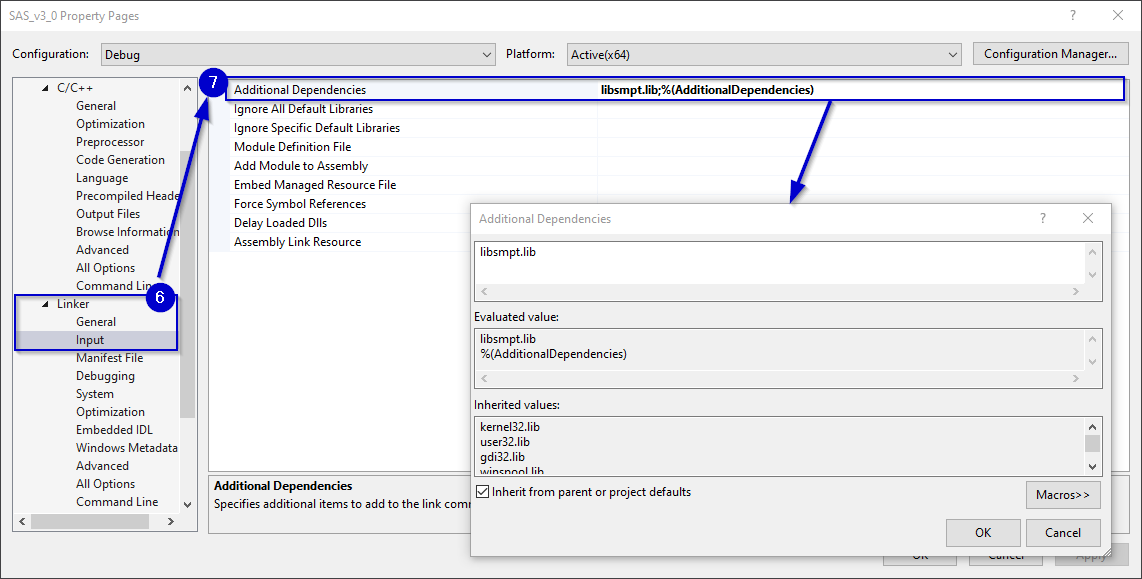 SAS_v3_0 Property Pages
Configuration: Debug Platform: Active(x64) Configuration Manager...
C/C++
General
Optimization
Preprocessor
Code Generation
Language
Precompiled Heade
Output Files
Browse Information
Advanced
All Options
Command Lin
Linker
General
Input
Manifest File
Debugging
System
Optimization
Embedded IDL
Windows Metadata
Advanced
All Options
Command Line
6
7
Additional Dependencies libsmpt.lib;%(AdditionalDependencies)
Ignore All Default Libraries
Ignore Specific Default Libraries
Module Definition File
Add Module to Assembly
Embed Managed Resource File
Force Symbol References
Delay Loaded Dlls
Assembly Link Resource
Additional Dependencies
Specifies additional items to add to the link com
Additional Dependencies
libsmpt.lib
Evaluated value:
libsmpt.lib
%(AdditionalDependencies)
Inherited values:
kernel32.lib
user32.lib
gdi32.lib
winspool.lib
Inherit from parent or project defaults
Macros>>
OK Cancel
OK Cancel Apply